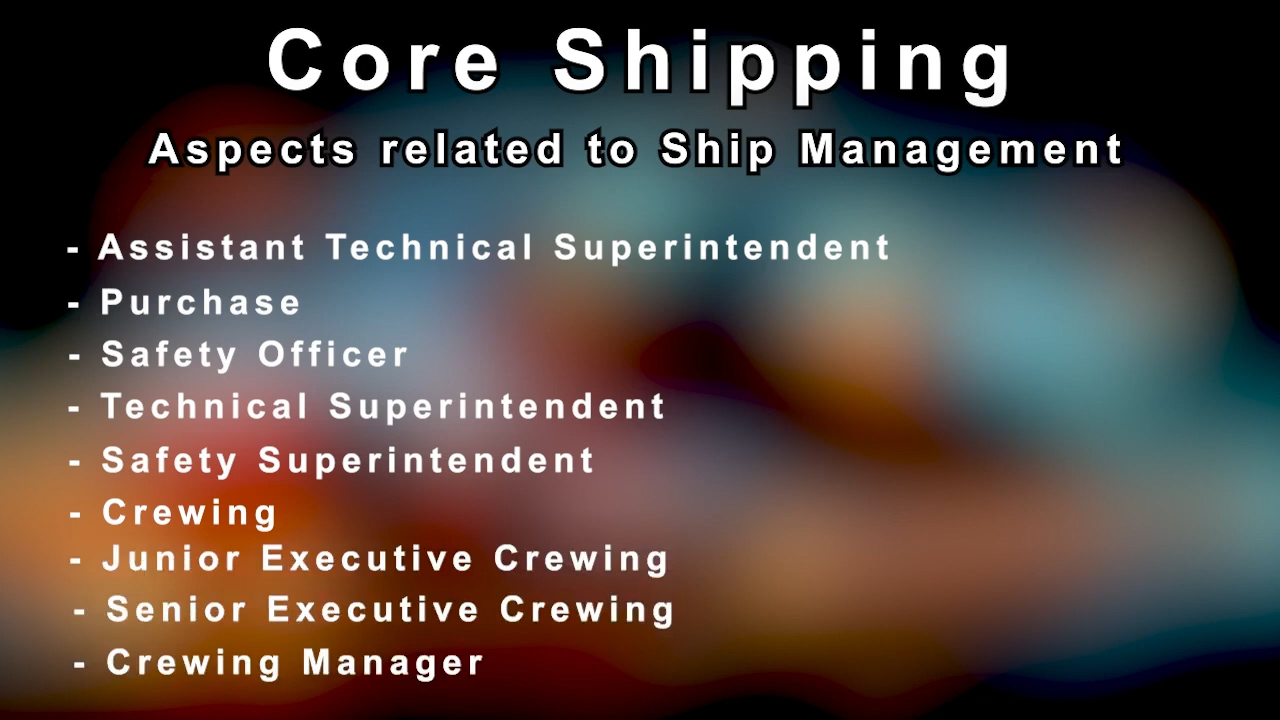 Core Shipping
Aspects related to Ship Management
- Assistant Technical Superintendent
- Purchase
- Safety Officer
- Technical Superintendent
- Safety Superintendent
- Crewing
- Junior Executive Crewing
- Senior Executive Crewing
- Crewing Manager